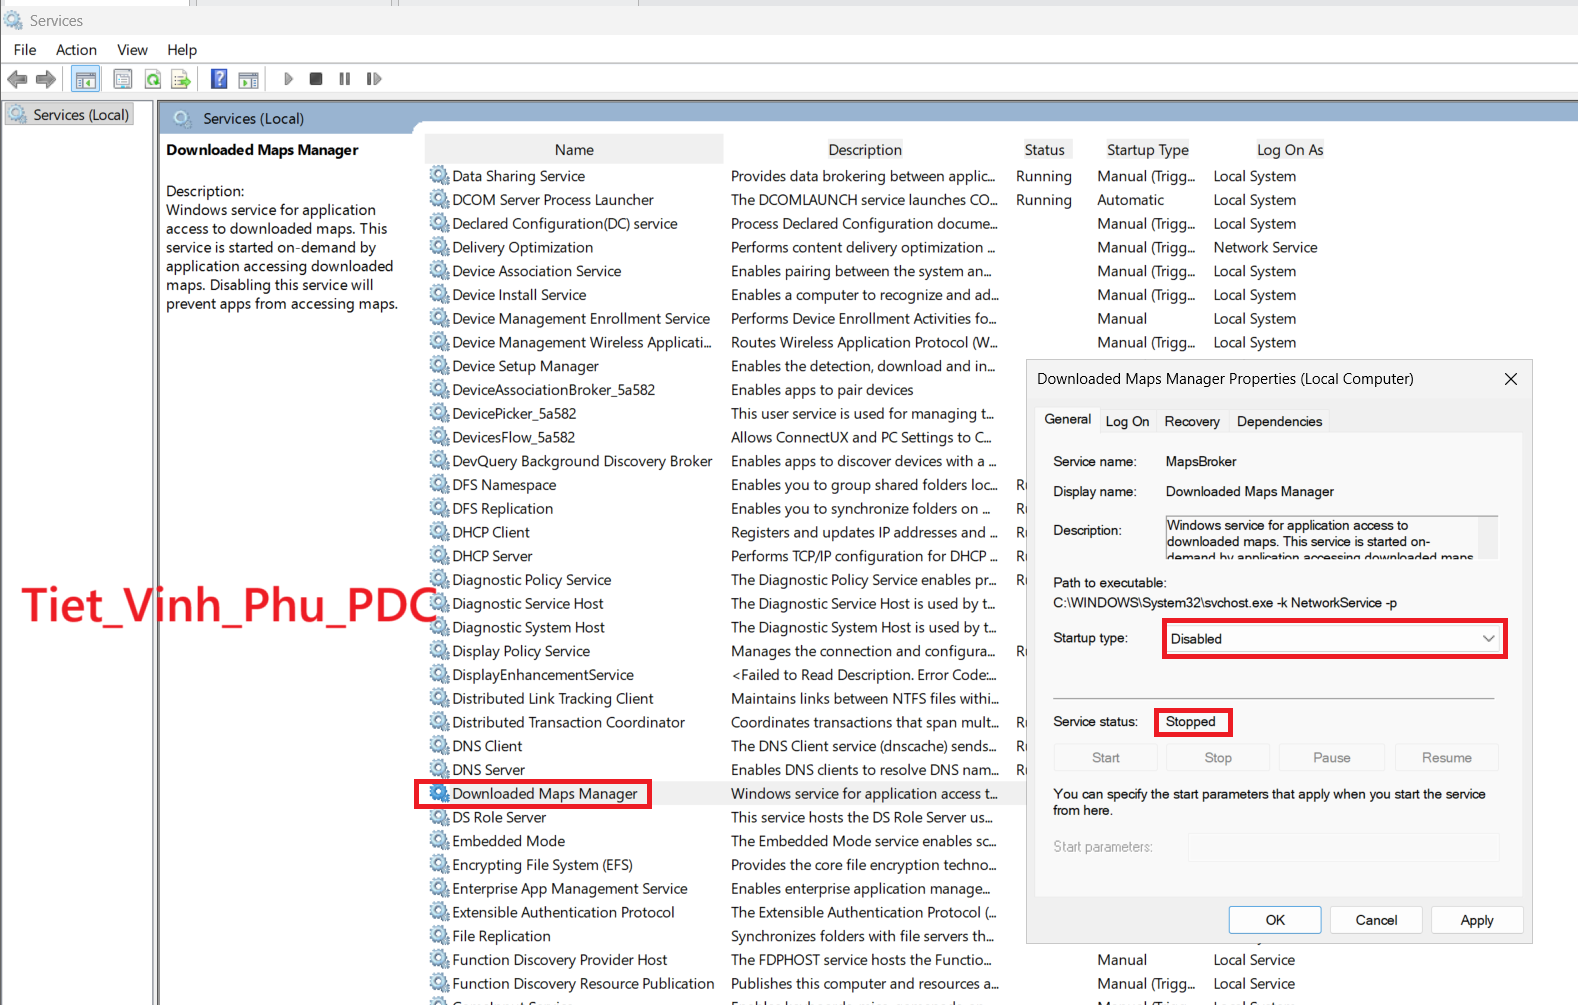 Services
File Action View Help
Services (Local)
Services (Local)
Downloaded Maps Manager
Description:
Windows service for application
access to downloaded maps. This
service is started on-demand by
application accessing downloaded
maps. Disabling this service will
prevent apps from accessing maps.
Name Description Status Startup Type Log On As
Data Sharing Service Provides data brokering between applic... Running Manual (Trigg... Local System
DCOM Server Process Launcher The DCOMLAUNCH service launches CO... Running Automatic Local System
Declared Configuration(DC) service Process Declared Configuration docume... Manual (Trigg... Local System
Delivery Optimization Performs content delivery optimization ... Manual (Trigg... Network Service
Device Association Service Enables pairing between the system an... Manual (Trigg... Local System
Device Install Service Enables a computer to recognize and ad... Manual (Trigg... Local System
Device Management Enrollment Service Performs Device Enrollment Activities fo... Manual Local System
Device Management Wireless Applicati... Routes Wireless Application Protocol (W... Manual (Trigg... Local System
Device Setup Manager Enables the detection, download and in...
DeviceAssociationBroker_5a582 Enables apps to pair devices
DevicePicker_5a582 This user service is used for managing t...
DevicesFlow_5a582 Allows ConnectUX and PC Settings to C...
DevQuery Background Discovery Broker Enables apps to discover devices with a ...
DFS Namespace Enables you to group shared folders loc...
DFS Replication Enables you to synchronize folders on ...
DHCP Client Registers and updates IP addresses and ...
DHCP Server Performs TCP/IP configuration for DHCP ...
Diagnostic Policy Service The Diagnostic Policy Service enables pr...
Diagnostic Service Host The Diagnostic Service Host is used by t...
Diagnostic System Host The Diagnostic System Host is used by t...
Display Policy Service Manages the connection and configura...
DisplayEnhancementService <Failed to Read Description. Error Code:...
Distributed Link Tracking Client Maintains links between NTFS files withi...
Distributed Transaction Coordinator Coordinates transactions that span mult...
DNS Client The DNS Client service (dnscache) sends...
DNS Server Enables DNS clients to resolve DNS nam...
Downloaded Maps Manager Windows service for application access t...
DS Role Server This service hosts the DS Role Server us...
Embedded Mode The Embedded Mode service enables sc...
Encrypting File System (EFS) Provides the core file encryption techno...
Enterprise App Management Service Enables enterprise application manage...
Extensible Authentication Protocol The Extensible Authentication Protocol (...
File Replication Synchronizes folders with file servers th...
Function Discovery Provider Host The FDPHOST service hosts the Functio... Manual Local Service
Function Discovery Resource Publication Publishes this computer and resources a... Manual (Trigg... Local Service
Tiet_Vinh_Phu_PDC
Downloaded Maps Manager Properties (Local Computer)
General Log On Recovery Dependencies
Service name: MapsBroker
Display name: Downloaded Maps Manager
Description: Windows service for application access to
downloaded maps. This service is started on-
demand by application accessing downloaded maps
Path to executable:
C:\WINDOWS\System32\svchost.exe -k NetworkService -p
Startup type: Disabled
Service status: Stopped
Start Stop Pause Resume
You can specify the start parameters that apply when you start the service
from here.
Start parameters:
OK Cancel Apply